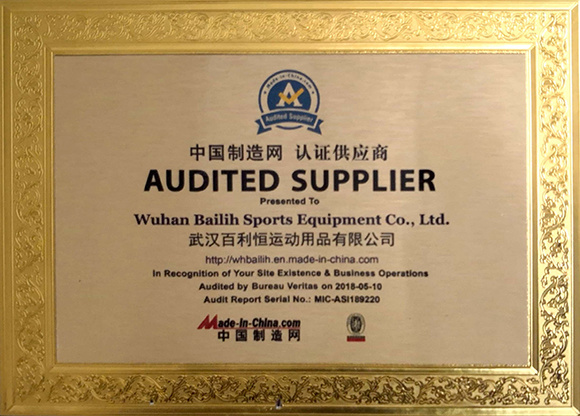 Made-in-China.com
Audited Supplier
中国制造网 认证供应商
AUDITED SUPPLIER
Presented To
Wuhan Bailih Sports Equipment Co., Ltd.
武汉百利恒运动用品有限公司
http://whbailih.en.made-in-china.com
In Recognition of Your Site Existence & Business Operations
Audited by Bureau Veritas on 2018-05-10
Audit Report Serial No.: MIC-ASI189220
Made-in-China.com
中国制造网